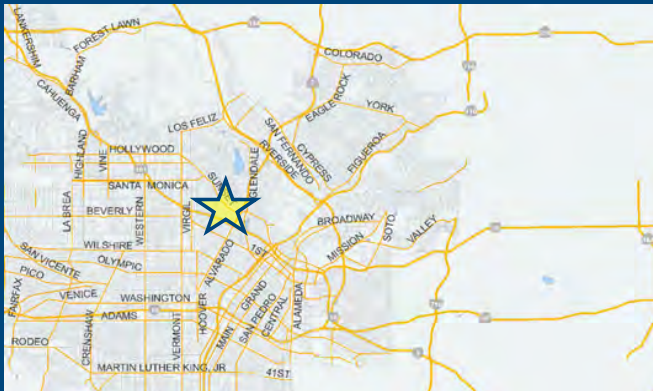 LANKERSHIM
FOREST LAWN
BARHAM
COLORADO
CAHUENGA
EAGLE ROCK
YORK
LOS FELIZ
SAN FERNANDO
CYPRESS
FIGUEROA
RVERSIDE
HIGHLAND
VINE
HOLLYWOOD
GLENDALE
SANTA MONICA
LA BREA
BEVERLY
WESTERN
VIRGIL
BROADWAY
SOTO
VALLEY
MISSION
WILSHIRE
ALVARADO
1ST
SAN VICENTE
OLYMPIC
PICO
FAIRFAX
VENICE
WASHINGTON
HOOVER
GRAND
CENTRAL
ALAMEDA
ADAMS
MAIN
SAN PEDRO
CRENSHAW
VERMONT
RODEO
MARTIN LUTHER KING, JR
41ST